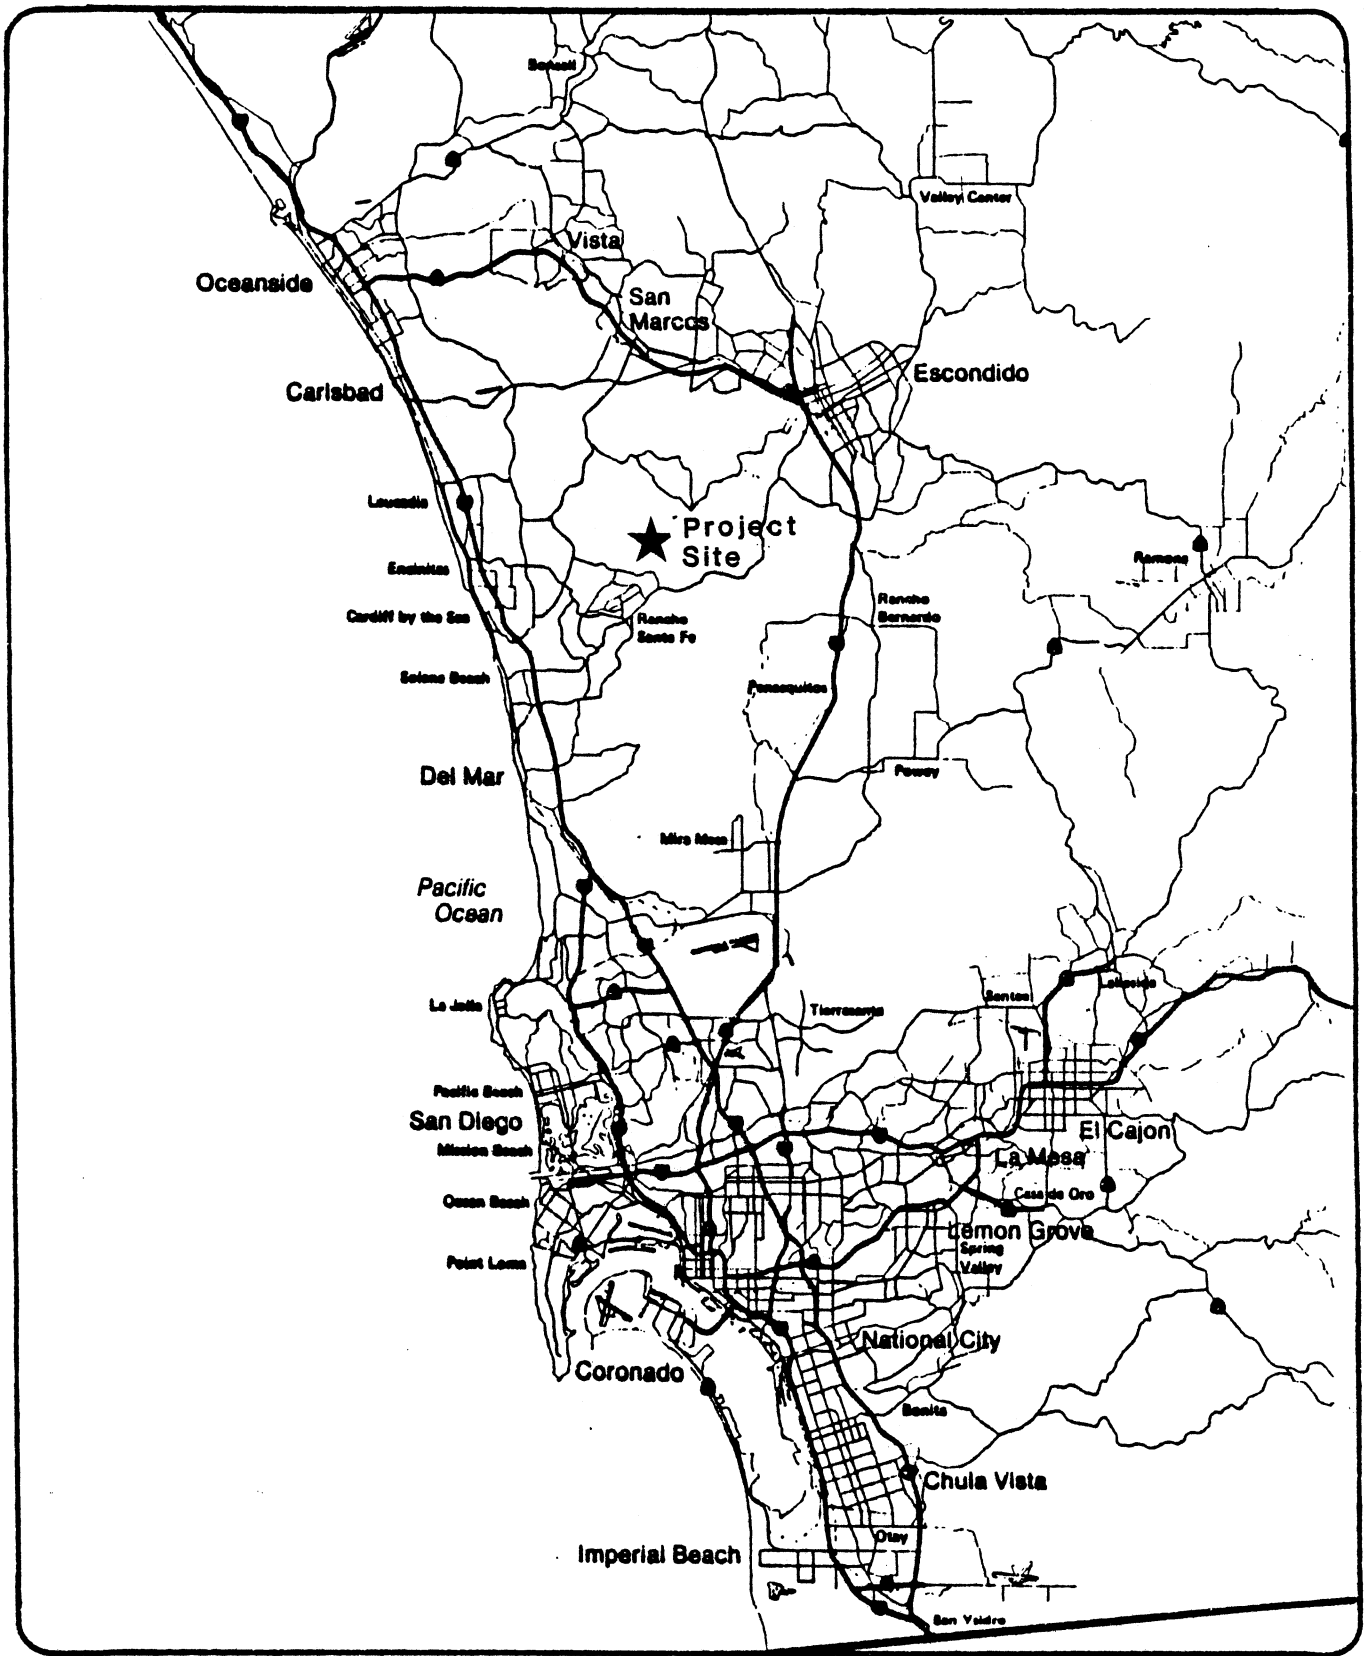 Bonsall
Valley Center
Vista
Oceanside
San
Marcos
Escondido
Carlsbad
Leucadia
Project
Site
Ramona
Encinitas
Rancho
Bernardo
Cardiff by the Sea
Rancho
Santa Fe
Solana Beach
Penasquitos
Del Mar
Poway
Mira Mesa
Pacific
Ocean
Lakeside
Santee
La Jolla
Tierrasanta
Pacific Beach
San Diego
El Cajon
Mission Beach
La Mesa
Casa de Oro
Ocean Beach
Lemon Grove
Spring
Valley
Point Loma
National City
Coronado
Bonita
Chula Vista
Otay
Imperial Beach
San Ysidro